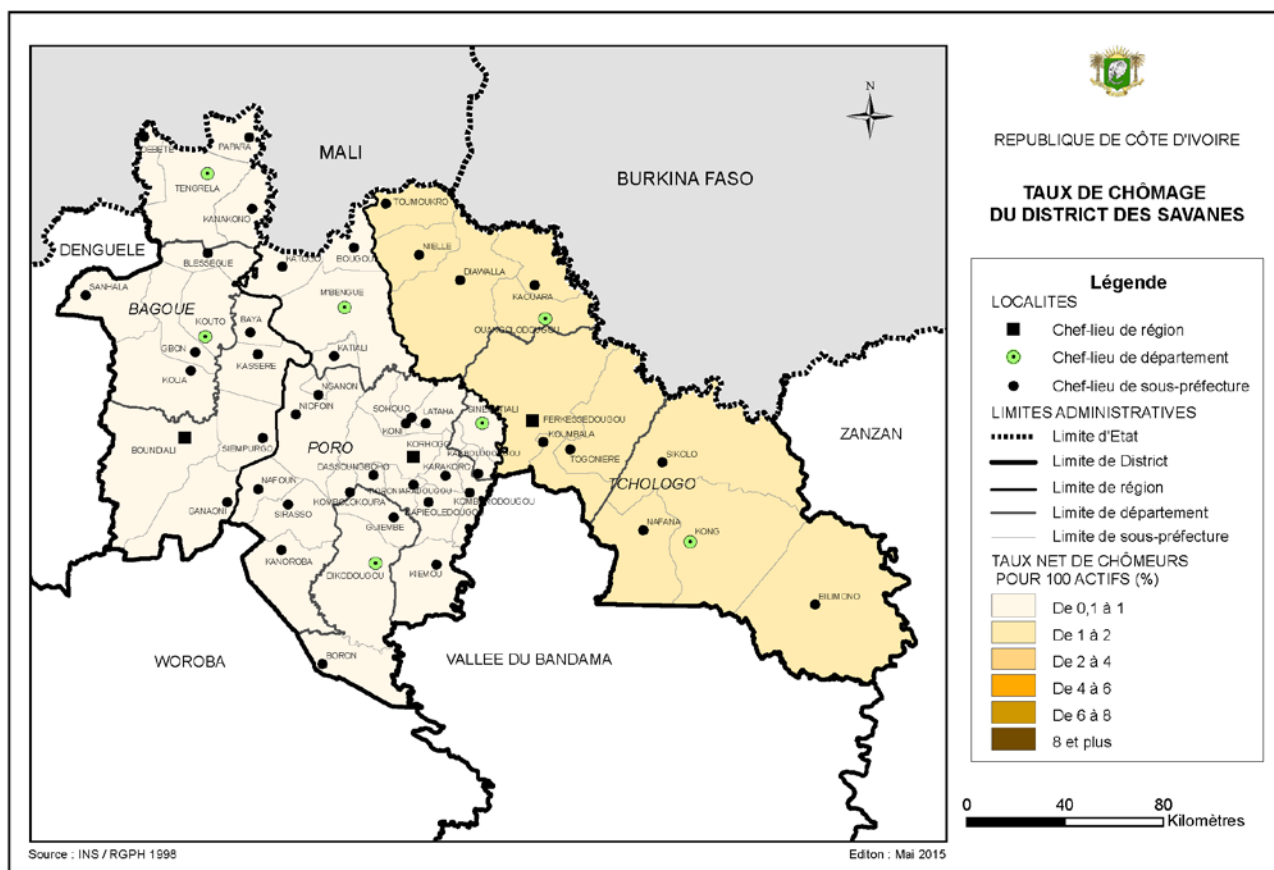 MALI
BURKINA FASO
N
DEBETE
PAPARA
TENGRELA
KANAKONO
TOUMOUKRO
DENGUELE
BLESSEGUE
BOUGOU
NIELLE
DIAWALLA
KAOUARA
SANHALA
BAGOUE
M'BENGUE
OUANGOLODOUGOU
KOUTO
BAYA
GBON
KASSERE
KATIALI
KOLIA
NGANON
NIOFOIN
SOHOUO
LATAHA
KONI
FERKESSEDOUGOU
ZANZAN
BOUNDIALI
SIEMPURGO
PORO
KORHOGO
KOUMBALA
TOGONIERE
SIKOLO
TCHOLOGO
DASSOUNGBOHO
KARAKORO
NAFOUN
KOMBOLOKOURA
KOMBORODOUGOU
GANAONI
SIRASSO
NAPIEOLEDOUGOU
GUIEMBE
NAFANA
KONG
KANOROBA
DIKODOUGOU
KIEMOU
BILIMONO
WOROBA
BORON
VALLEE DU BANDAMA
Source : INS / RGPH 1998
Editon : Mai 2015
REPUBLIQUE DE CÔTE D'IVOIRE
TAUX DE CHÔMAGE
DU DISTRICT DES SAVANES
Légende
LOCALITES
Chef-lieu de région
Chef-lieu de département
Chef-lieu de sous-préfecture
LIMITES ADMINISTRATIVES
Limite d'Etat
Limite de District
Limite de région
Limite de département
Limite de sous-préfecture
TAUX NET DE CHÔMEURS
POUR 100 ACTIFS (%)
De 0,1 à 1
De 1 à 2
De 2 à 4
De 4 à 6
De 6 à 8
8 et plus
0 40 80
Kilomètres